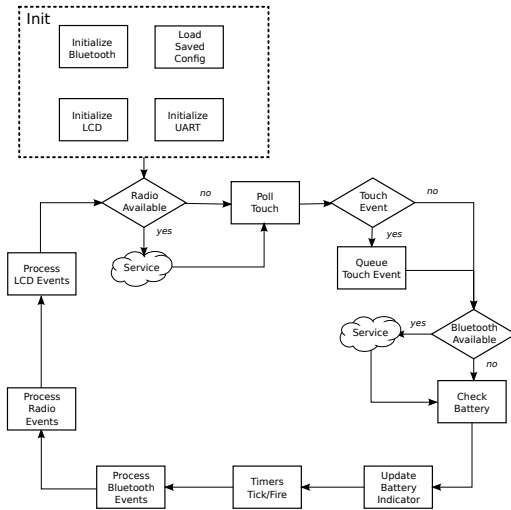 Init
Initialize
Bluetooth
Load
Saved
Config
Initialize
LCD
Initialize
UART
Radio
Available
no
yes
Poll
Touch
Touch
Event
no
yes
Service
Queue
Touch Event
Process
LCD Events
Service
yes
Bluetooth
Available
no
Process
Radio
Events
Check
Battery
Process
Bluetooth
Events
Timers
Tick/Fire
Update
Battery
Indicator